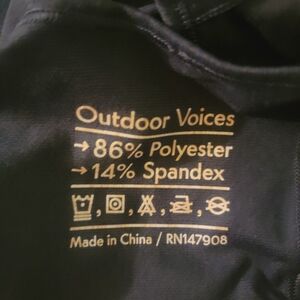 Outdoor Voices
→86% Polyester
→14% Spandex
Made in China / RN147908